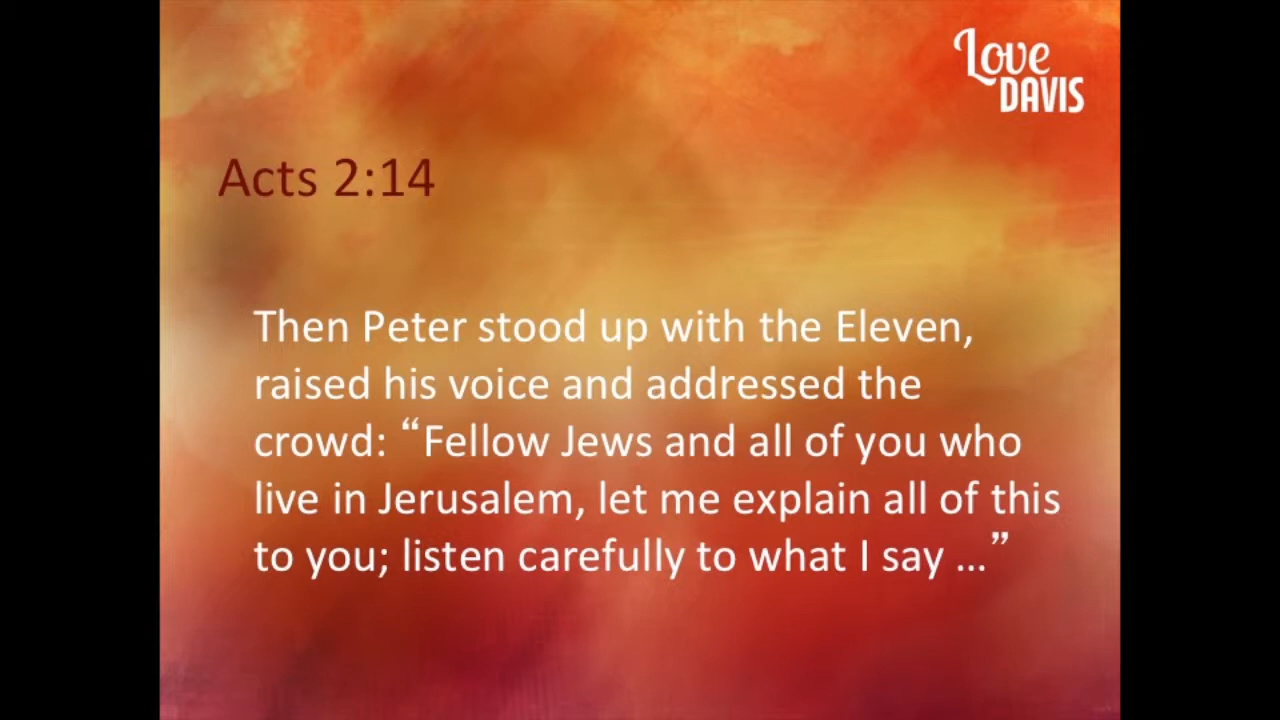 Love
DAVIS
Acts 2:14
Then Peter stood up with the Eleven,
raised his voice and addressed the
crowd: “Fellow Jews and all of you who
live in Jerusalem, let me explain all of this
to you; listen carefully to what I say …”